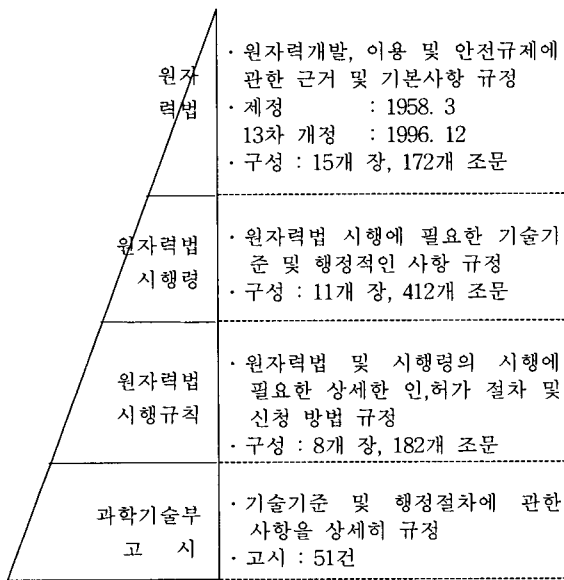 원자
력법
· 원자력개발, 이용 및 안전규제에
관한 근거 및 기본사항 규정
· 제정 : 1958. 3
13차 개정 : 1996. 12
· 구성 : 15개 장, 172개 조문
원자력법
시행령
· 원자력법 시행에 필요한 기술기
준 및 행정적인 사항 규정
· 구성 : 11개 장, 412개 조문
원자력법
시행규칙
· 원자력법 및 시행령의 시행에
필요한 상세한 인,허가 절차 및
신청 방법 규정
· 구성 : 8개 장, 182개 조문
과학기술부
고 시
· 기술기준 및 행정절차에 관한
사항을 상세히 규정
· 고시 : 51건